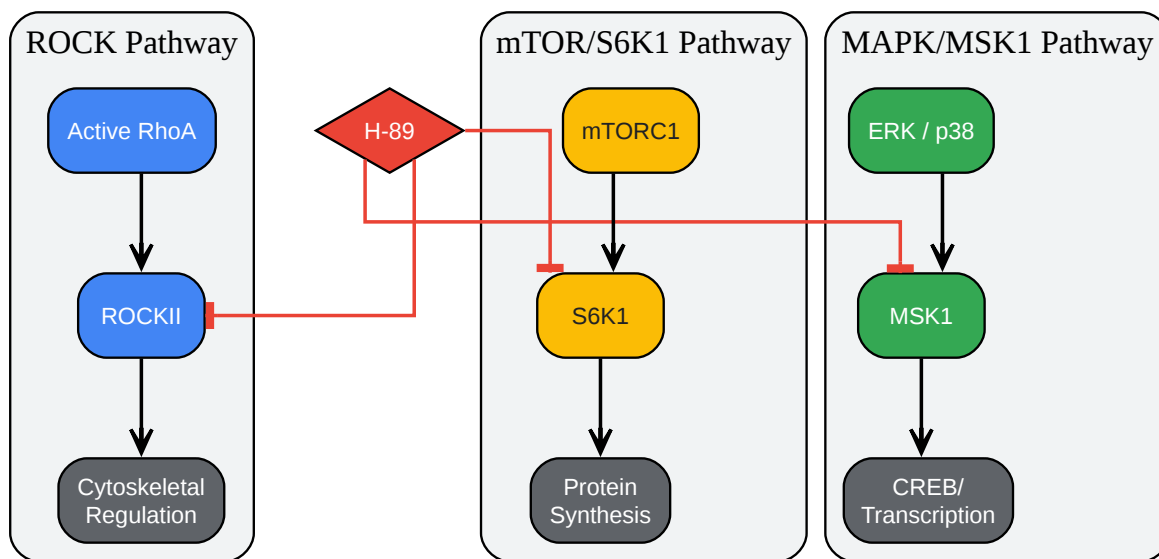 ROCK Pathway
mTOR/S6K1 Pathway
MAPK/MSK1 Pathway
Active RhoA
H-89
mTORC1
ERK / p38
ROCKII
S6K1
MSK1
Cytoskeletal
Regulation
Protein
Synthesis
CREB/
Transcription